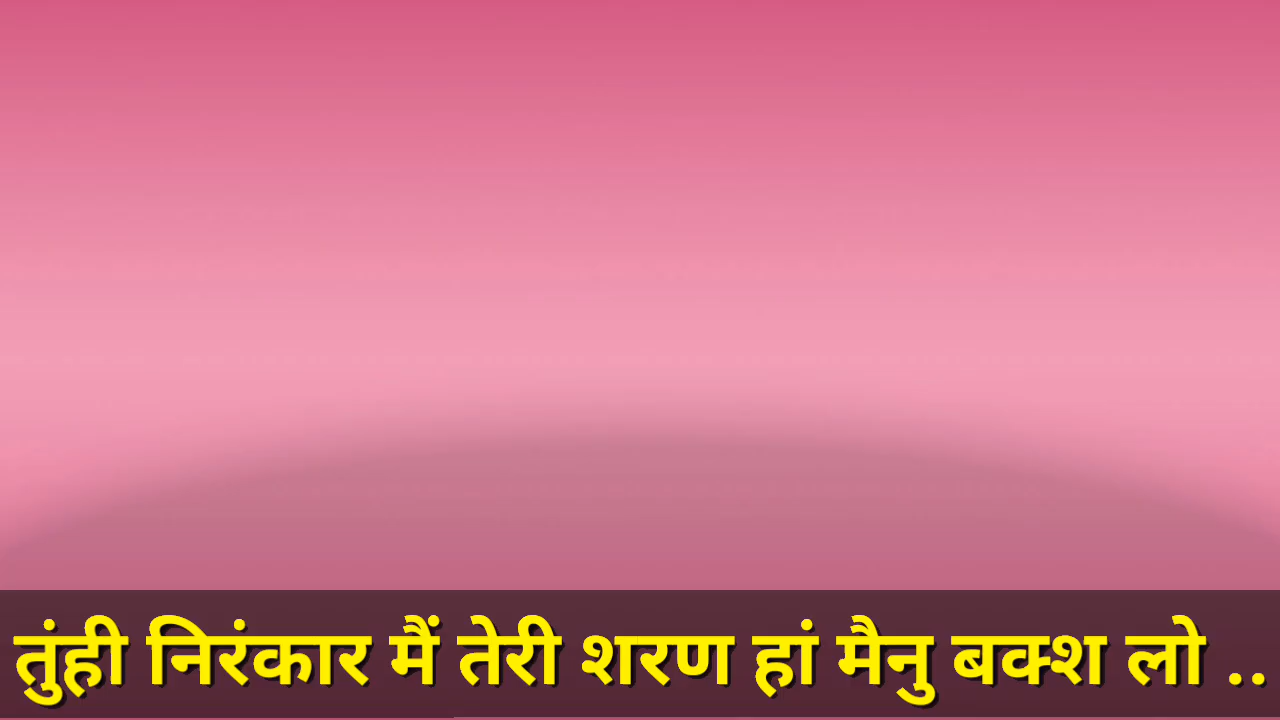 तुंही निरंकार मैं तेरी शरण हां मैनु बक्श लो ..